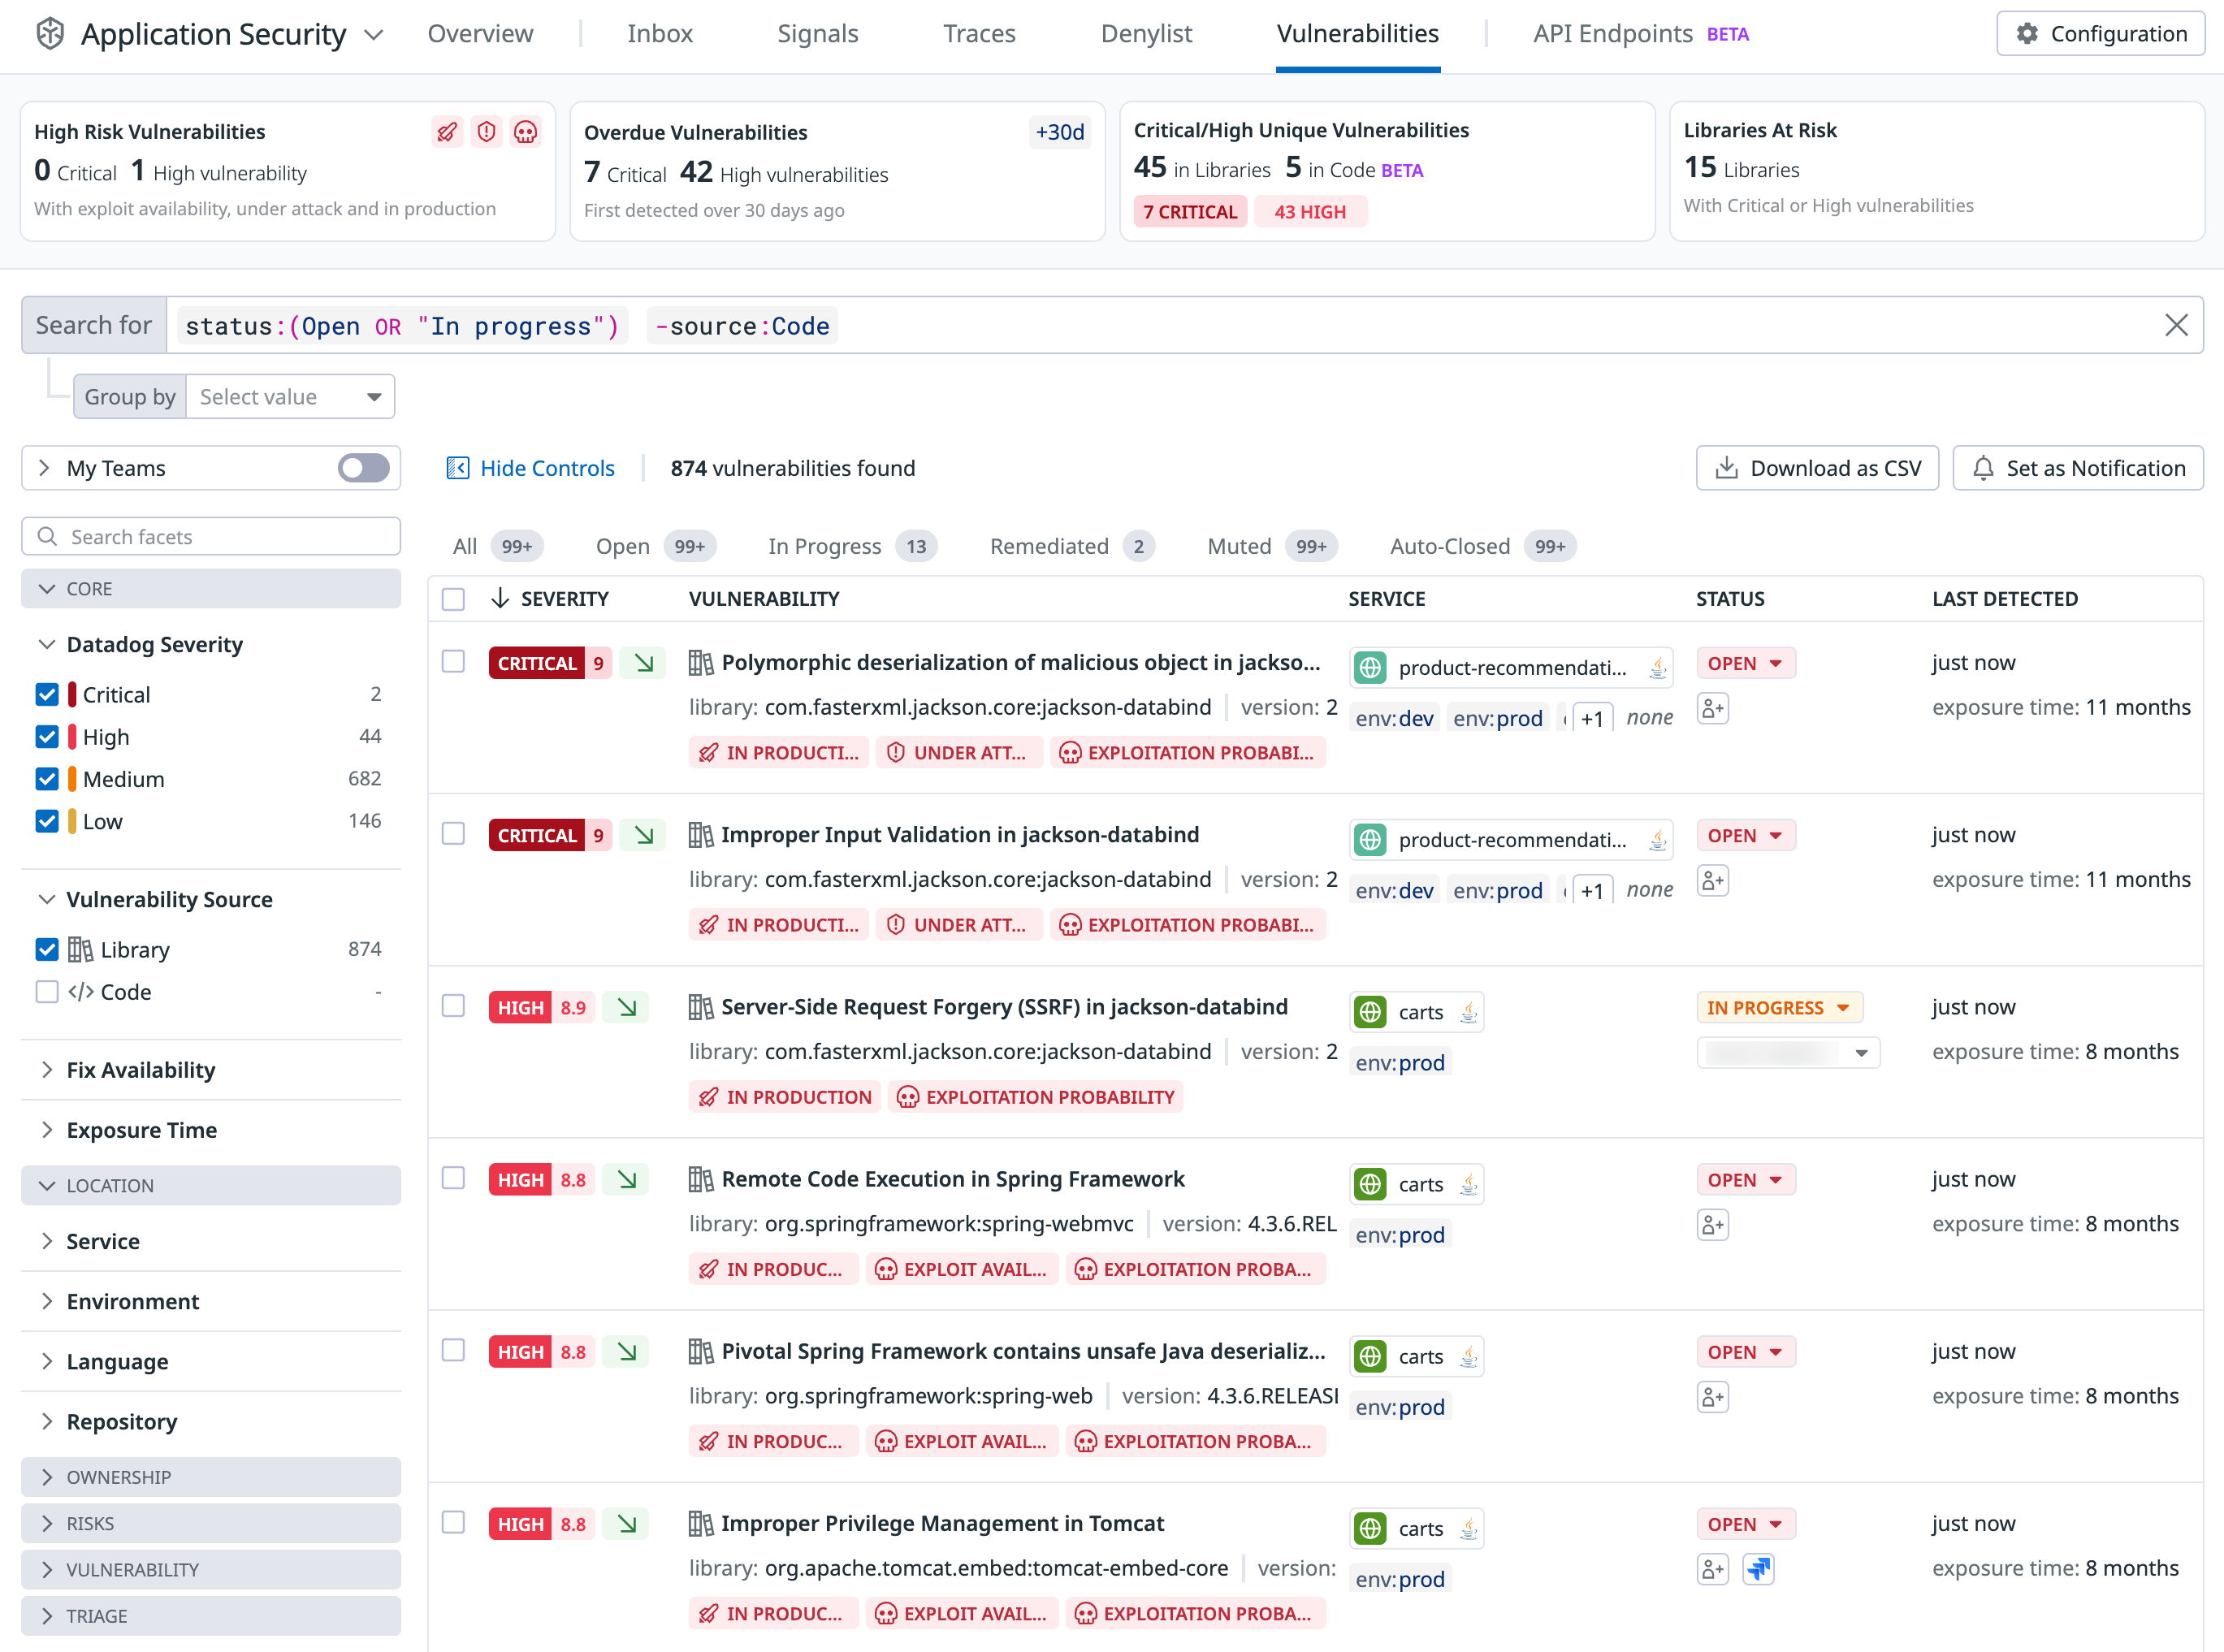 Application Security
Overview
Inbox
Signals
Traces
Denylist
Vulnerabilities
API Endpoints BETA
Configuration
High Risk Vulnerabilities
0 Critical 1 High vulnerability
With exploit availability, under attack and in production
Overdue Vulnerabilities +30d
7 Critical 42 High vulnerabilities
First detected over 30 days ago
Critical/High Unique Vulnerabilities
45 in Libraries 5 in Code BETA
7 CRITICAL 43 HIGH
Libraries At Risk
15 Libraries
With Critical or High vulnerabilities
Search for status:(Open OR "In progress") -source:Code
Group by Select value
My Teams
Hide Controls
874 vulnerabilities found
Download as CSV
Set as Notification
Search facets
CORE
Datadog Severity
Critical 2
High 44
Medium 682
Low 146
Vulnerability Source
Library 874
Code -
Fix Availability
Exposure Time
LOCATION
Service
Environment
Language
Repository
OWNERSHIP
RISKS
VULNERABILITY
TRIAGE
All 99+ Open 99+ In Progress 13 Remediated 2 Muted 99+ Auto-Closed 99+
SEVERITY VULNERABILITY SERVICE STATUS LAST DETECTED
CRITICAL 9 Polymorphic deserialization of malicious object in jackso... product-recommendati... OPEN just now
library: com.fasterxml.jackson.core:jackson-databind version: 2 env:dev env:prod +1 none exposure time: 11 months
IN PRODUCTI... UNDER ATT... EXPLOITATION PROBABI...
CRITICAL 9 Improper Input Validation in jackson-databind product-recommendati... OPEN just now
library: com.fasterxml.jackson.core:jackson-databind version: 2 env:dev env:prod +1 none exposure time: 11 months
IN PRODUCTI... UNDER ATT... EXPLOITATION PROBABI...
HIGH 8.9 Server-Side Request Forgery (SSRF) in jackson-databind carts IN PROGRESS just now
library: com.fasterxml.jackson.core:jackson-databind version: 2 env:prod exposure time: 8 months
IN PRODUCTION EXPLOITATION PROBABILITY
HIGH 8.8 Remote Code Execution in Spring Framework carts OPEN just now
library: org.springframework:spring-webmvc version: 4.3.6.REL env:prod exposure time: 8 months
IN PRODUC... EXPLOIT AVAIL... EXPLOITATION PROBA...
HIGH 8.8 Pivotal Spring Framework contains unsafe Java deserializ... carts OPEN just now
library: org.springframework:spring-web version: 4.3.6.RELEAS env:prod exposure time: 8 months
IN PRODUC... EXPLOIT AVAIL... EXPLOITATION PROBA...
HIGH 8.8 Improper Privilege Management in Tomcat carts OPEN just now
library: org.apache.tomcat.embed:tomcat-embed-core version: env:prod exposure time: 8 months
IN PRODUC... EXPLOIT AVAIL... EXPLOITATION PROBA...